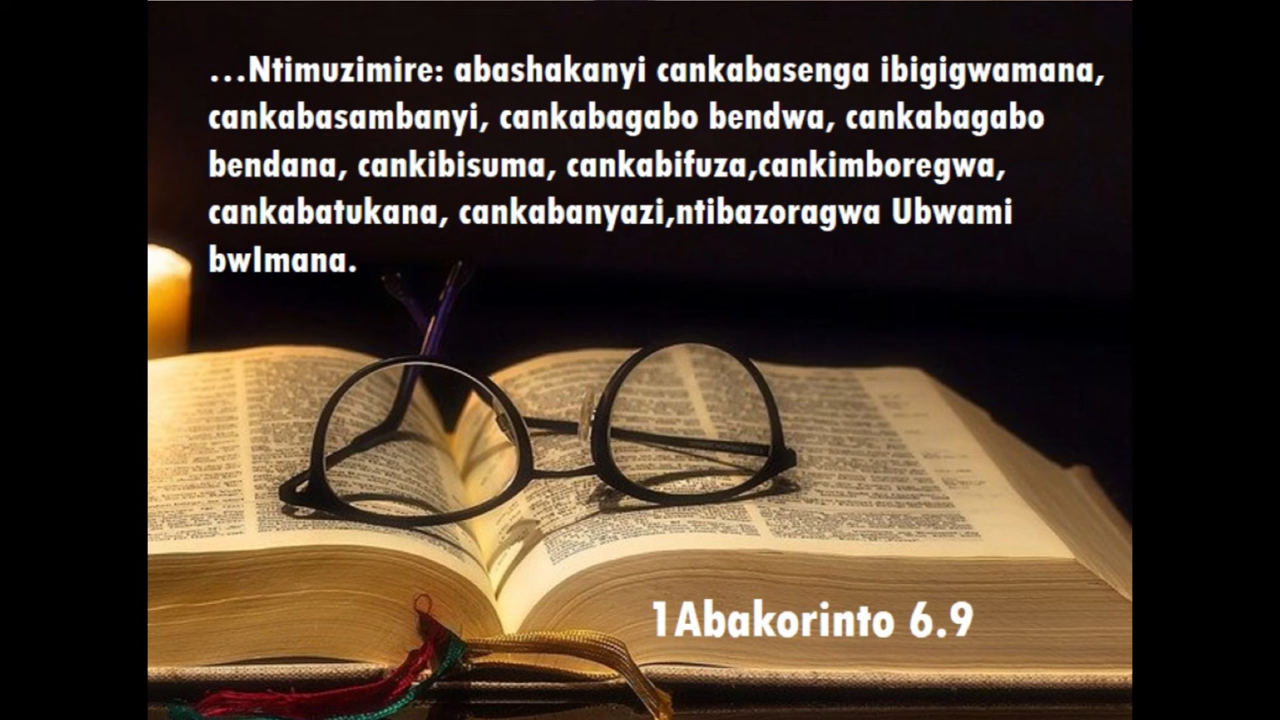 ...Ntimuzimire: abashakanyi cankabasenga ibigigwamana,
cankabasambanyi, cankabagabo bendwa, cankabagabo
bendana, cankibisuma, cankabifuza,cankimboregwa,
cankabatukana, cankabanyazi,ntibazoragwa Ubwami
bwImana.
1Abakorinto 6.9